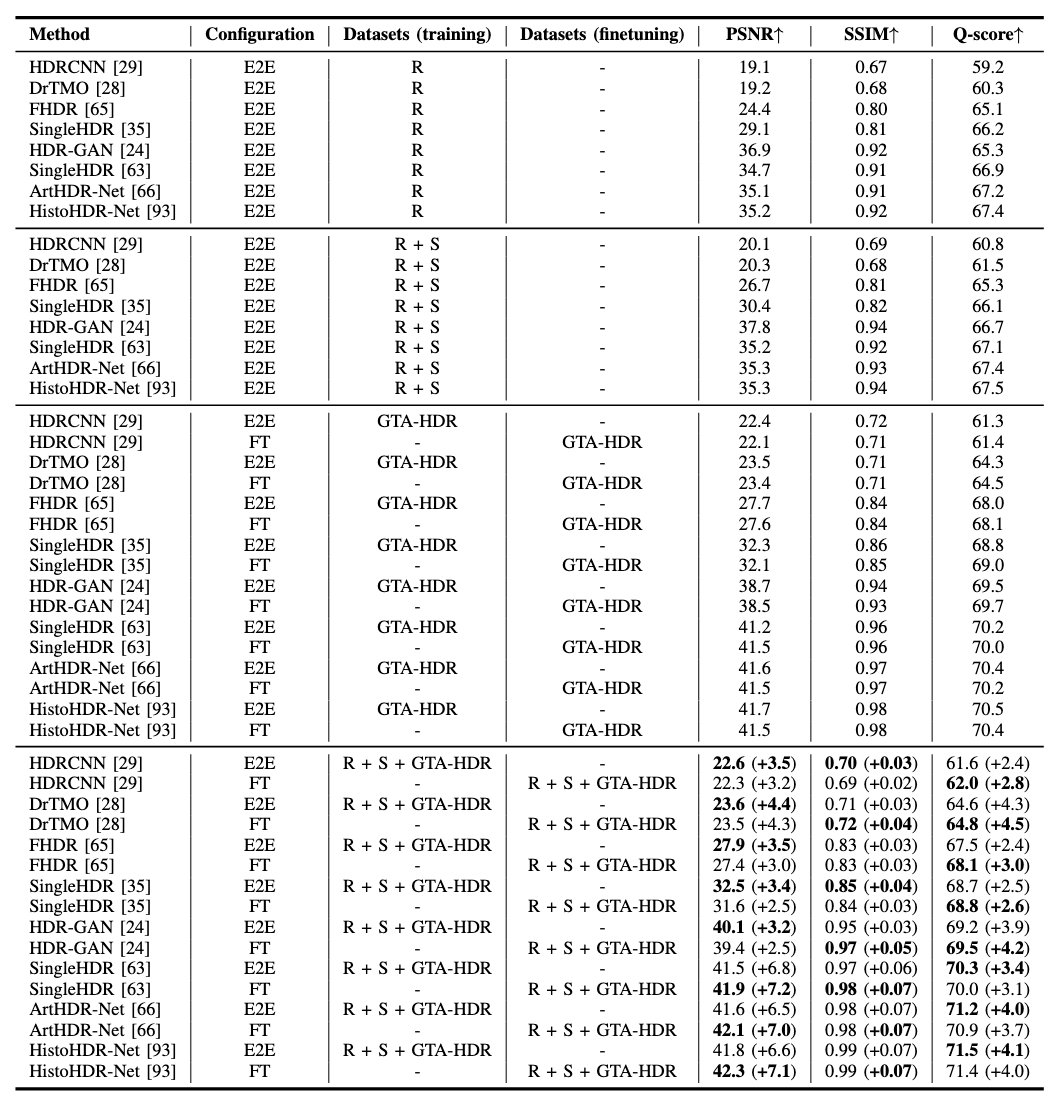 Method Configuration Datasets (training) Datasets (finetuning) PSNR↑ SSIM↑ Q-score↑
HDRCNN [29] E2E R - 19.1 0.67 59.2
DrTMO [28] E2E R - 19.2 0.68 60.3
FHDR [65] E2E R - 24.4 0.80 65.1
SingleHDR [35] E2E R - 29.1 0.81 66.2
HDR-GAN [24] E2E R - 36.9 0.92 65.3
SingleHDR [63] E2E R - 34.7 0.91 66.9
ArtHDR-Net [66] E2E R - 35.1 0.91 67.2
HistoHDR-Net [93] E2E R - 35.2 0.92 67.4
HDRCNN [29] E2E R + S - 20.1 0.69 60.8
DrTMO [28] E2E R + S - 20.3 0.68 61.5
FHDR [65] E2E R + S - 26.7 0.81 65.3
SingleHDR [35] E2E R + S - 30.4 0.82 66.1
HDR-GAN [24] E2E R + S - 37.8 0.94 66.7
SingleHDR [63] E2E R + S - 35.2 0.92 67.1
ArtHDR-Net [66] E2E R + S - 35.3 0.93 67.4
HistoHDR-Net [93] E2E R + S - 35.3 0.94 67.5
HDRCNN [29] E2E GTA-HDR - 22.4 0.72 61.3
HDRCNN [29] FT - GTA-HDR 22.1 0.71 61.4
DrTMO [28] E2E GTA-HDR - 23.5 0.71 64.3
DrTMO [28] FT - GTA-HDR 23.4 0.71 64.5
FHDR [65] E2E GTA-HDR - 27.7 0.84 68.0
FHDR [65] FT - GTA-HDR 27.6 0.84 68.1
SingleHDR [35] E2E GTA-HDR - 32.3 0.86 68.8
SingleHDR [35] FT - GTA-HDR 32.1 0.85 69.0
HDR-GAN [24] E2E GTA-HDR - 38.7 0.94 69.5
HDR-GAN [24] FT - GTA-HDR 38.5 0.93 69.7
SingleHDR [63] E2E GTA-HDR - 41.2 0.96 70.2
SingleHDR [63] FT - GTA-HDR 41.5 0.96 70.0
ArtHDR-Net [66] E2E GTA-HDR - 41.6 0.97 70.4
ArtHDR-Net [66] FT - GTA-HDR 41.5 0.97 70.2
HistoHDR-Net [93] E2E GTA-HDR - 41.7 0.98 70.5
HistoHDR-Net [93] FT - GTA-HDR 41.5 0.98 70.4
HDRCNN [29] E2E R + S + GTA-HDR - 22.6 (+3.5) 0.70 (+0.03) 61.6 (+2.4)
HDRCNN [29] FT - R + S + GTA-HDR 22.3 (+3.2) 0.69 (+0.02) 62.0 (+2.8)
DrTMO [28] E2E R + S + GTA-HDR - 23.6 (+4.4) 0.71 (+0.03) 64.6 (+4.3)
DrTMO [28] FT - R + S + GTA-HDR 23.5 (+4.3) 0.72 (+0.04) 64.8 (+4.5)
FHDR [65] E2E R + S + GTA-HDR - 27.9 (+3.5) 0.83 (+0.03) 67.5 (+2.4)
FHDR [65] FT - R + S + GTA-HDR 27.4 (+3.0) 0.83 (+0.03) 68.1 (+3.0)
SingleHDR [35] E2E R + S + GTA-HDR - 32.5 (+3.4) 0.85 (+0.04) 68.7 (+2.5)
SingleHDR [35] FT - R + S + GTA-HDR 31.6 (+2.5) 0.84 (+0.03) 68.8 (+2.6)
HDR-GAN [24] E2E R + S + GTA-HDR - 40.1 (+3.2) 0.95 (+0.03) 69.2 (+3.9)
HDR-GAN [24] FT - R + S + GTA-HDR 39.4 (+2.5) 0.97 (+0.05) 69.5 (+4.2)
SingleHDR [63] E2E R + S + GTA-HDR - 41.5 (+6.8) 0.97 (+0.06) 70.3 (+3.4)
SingleHDR [63] FT - R + S + GTA-HDR 41.9 (+7.2) 0.98 (+0.07) 70.0 (+3.1)
ArtHDR-Net [66] E2E R + S + GTA-HDR - 41.6 (+6.5) 0.98 (+0.07) 71.2 (+4.0)
ArtHDR-Net [66] FT - R + S + GTA-HDR 42.1 (+7.0) 0.98 (+0.07) 70.9 (+3.7)
HistoHDR-Net [93] E2E R + S + GTA-HDR - 41.8 (+6.6) 0.99 (+0.07) 71.5 (+4.1)
HistoHDR-Net [93] FT - R + S + GTA-HDR 42.3 (+7.1) 0.99 (+0.07) 71.4 (+4.0)